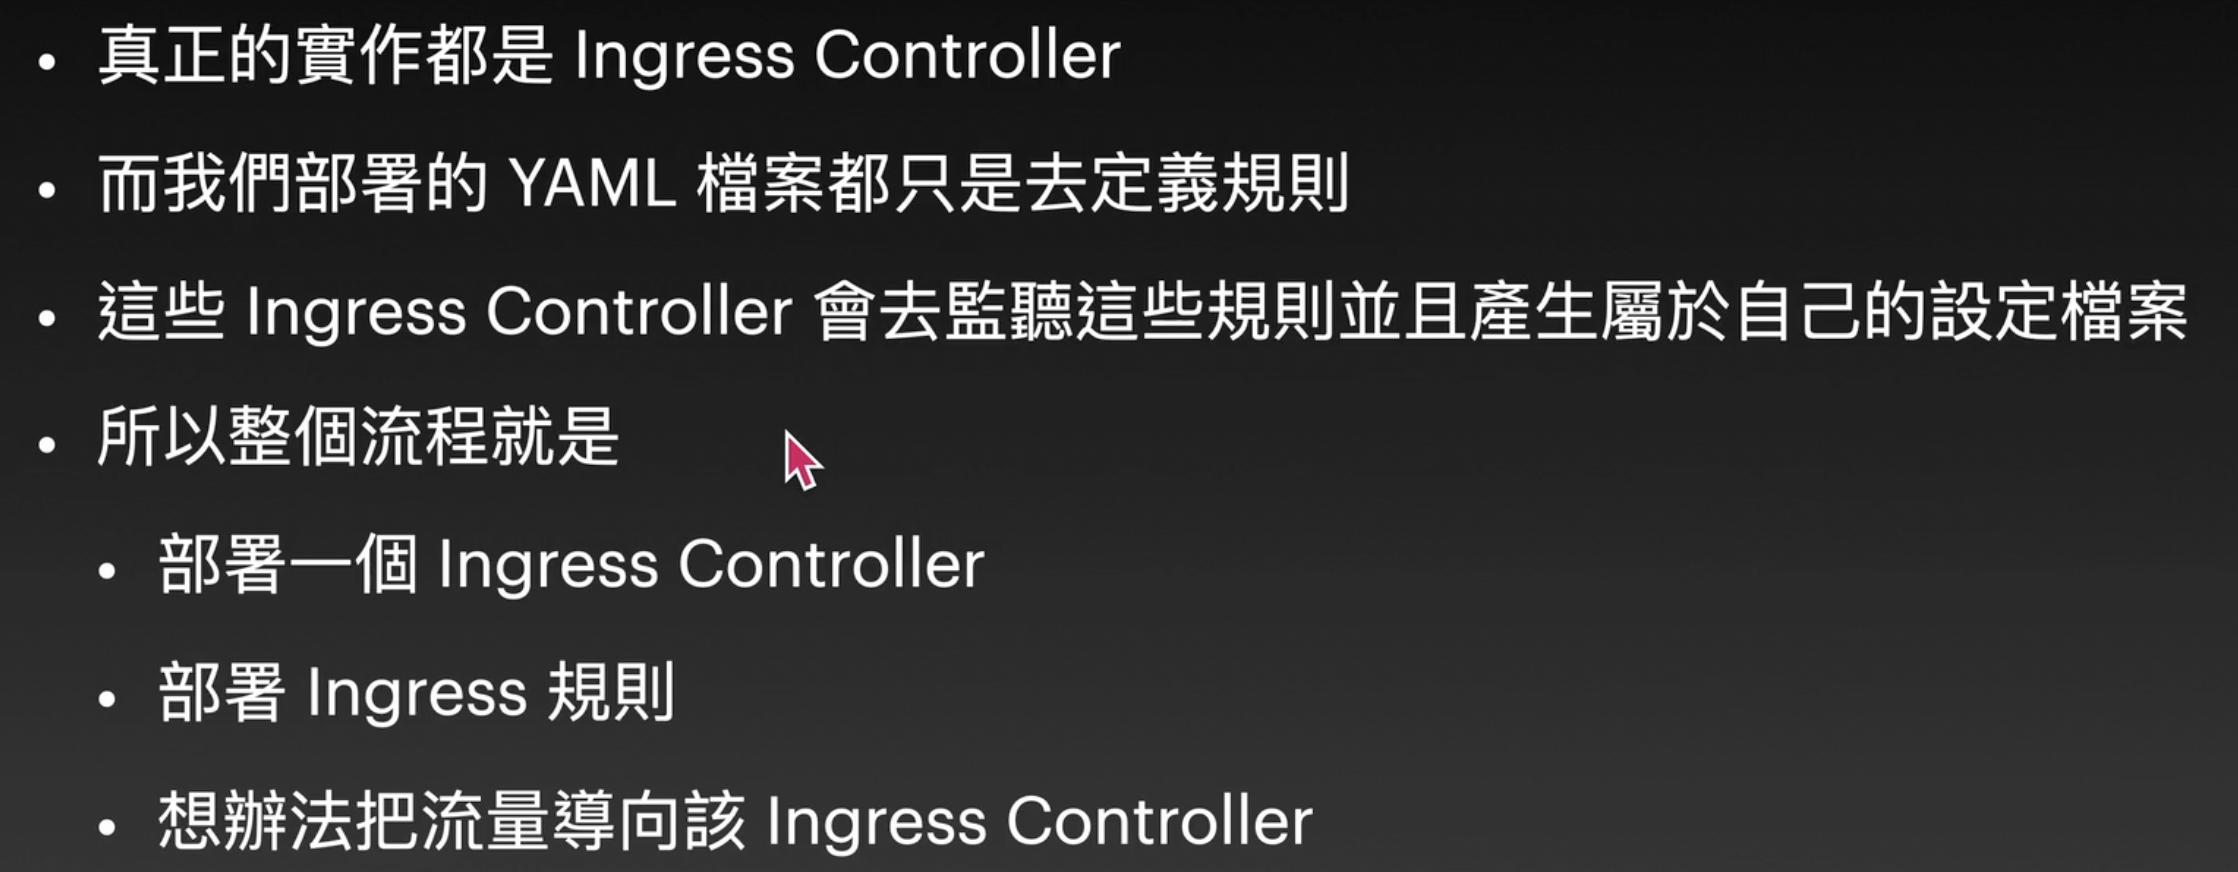 • 真正的實作都是 Ingress Controller
• 而我們部署的 YAML 檔案都只是去定義規則
• 這些 Ingress Controller 會去監聽這些規則並且產生屬於自己的設定檔案
• 所以整個流程就是
• 部署一個 Ingress Controller
• 部署 Ingress 規則
• 想辦法把流量導向該 Ingress Controller